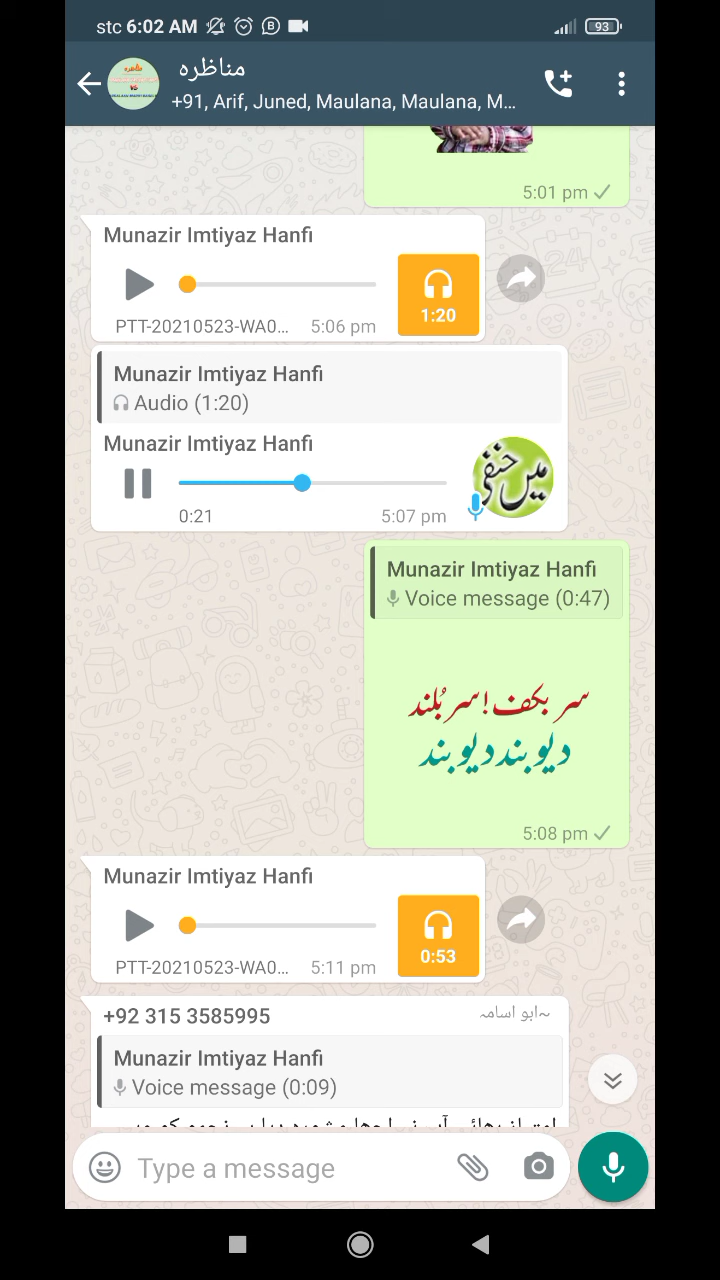 stc 6:02 AM
93
مناظرہ
+91, Arif, Juned, Maulana, Maulana, M...
5:01 pm
Munazir Imtiyaz Hanfi
1:20
PTT-20210523-WA0... 5:06 pm
Munazir Imtiyaz Hanfi
Audio (1:20)
Munazir Imtiyaz Hanfi
میں حنفی
0:21 5:07 pm
Munazir Imtiyaz Hanfi
Voice message (0:47)
سر بکف! سر بُلند
دیوبند دیوبند
5:08 pm
Munazir Imtiyaz Hanfi
0:53
PTT-20210523-WA0... 5:11 pm
+92 315 3585995 ~ابو اسامہ
Munazir Imtiyaz Hanfi
Voice message (0:09)
Type a message